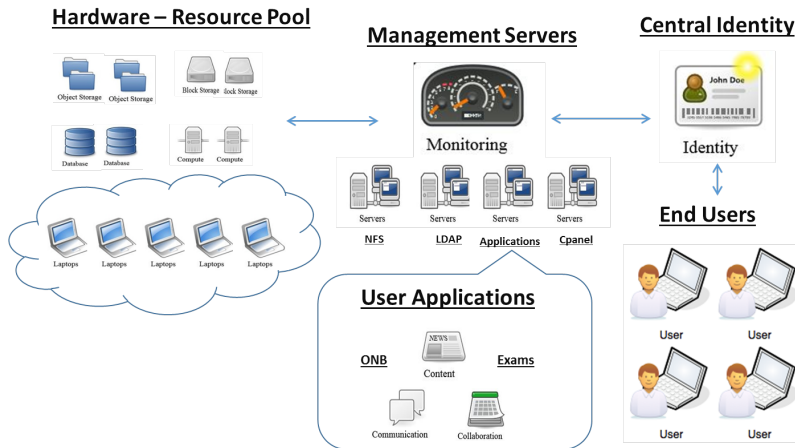 Hardware – Resource Pool
Object Storage
Object Storage
Block Storage
lock Storage
Database
Database
Compute
Compute
Laptops
Laptops
Laptops
Laptops
Laptops
Management Servers
Monitoring
Servers
Servers
Servers
Servers
NFS
LDAP
Applications
Cpanel
User Applications
ONB
NEWS
Content
Exams
Communication
Collaboration
Central Identity
John Doe
Identity
End Users
User
User
User
User